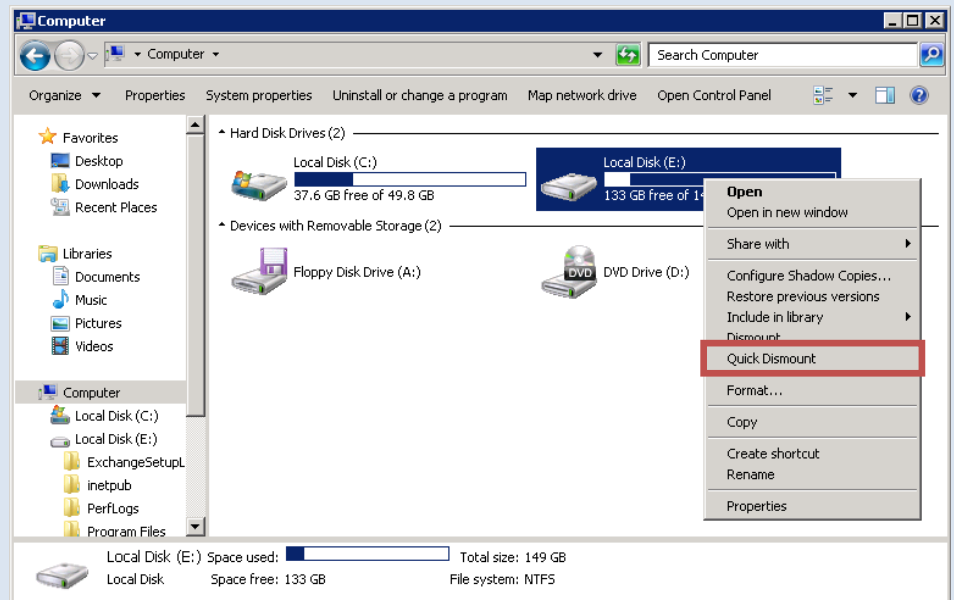 Computer
Computer
Search Computer
Organize Properties System properties Uninstall or change a program Map network drive Open Control Panel
Favorites
Desktop
Downloads
Recent Places
Libraries
Documents
Music
Pictures
Videos
Computer
Local Disk (C:)
Local Disk (E:)
ExchangeSetupL
inetpub
PerfLogs
Program Files
Hard Disk Drives (2)
Local Disk (C:)
37.6 GB free of 49.8 GB
Local Disk (E:)
133 GB free of 14
Devices with Removable Storage (2)
Floppy Disk Drive (A:)
DVD
DVD Drive (D:)
Open
Open in new window
Share with
Configure Shadow Copies...
Restore previous versions
Include in library
Dismount
Quick Dismount
Format...
Copy
Create shortcut
Rename
Properties
Local Disk (E:) Space used: Total size: 149 GB
Local Disk Space free: 133 GB File system: NTFS